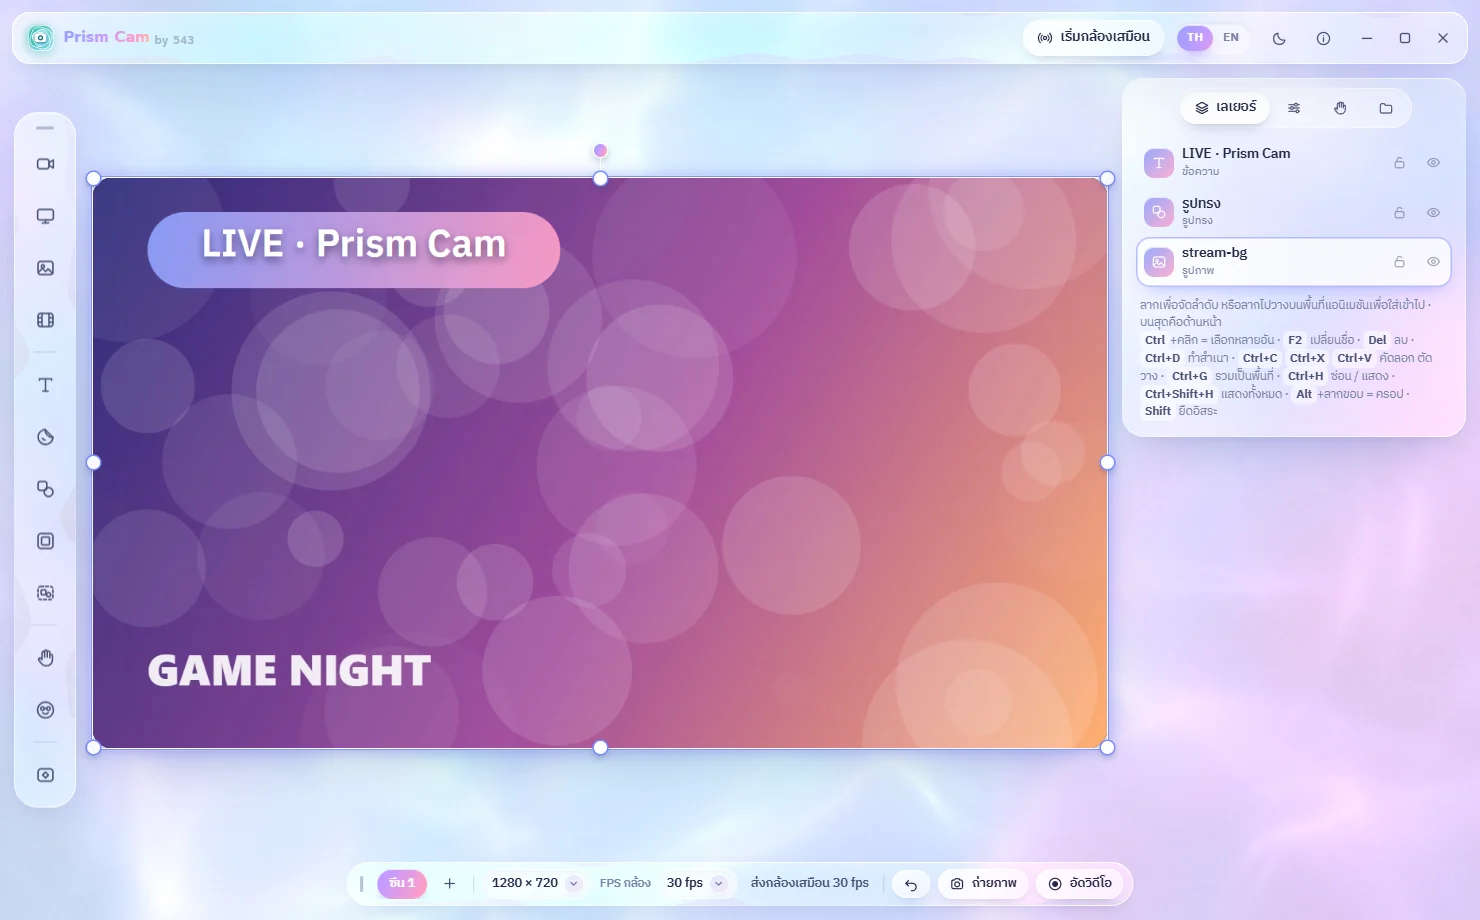 Prism Cam by 543
เริ่มกล้องเสมือน
TH EN
เลเยอร์
LIVE · Prism Cam
ข้อความ
รูปทรง
รูปทรง
stream-bg
รูปภาพ
ลากเพื่อจัดลำดับ หรือลากไปวางบนพื้นที่แอนิเมชันเพื่อใส่เข้าไป ·
บนสุดคือด้านหน้า
Ctrl +คลิก = เลือกหลายอัน · F2 เปลี่ยนชื่อ · Del ลบ ·
Ctrl+D ทำสำเนา · Ctrl+C Ctrl+X Ctrl+V คัดลอก ตัด
วาง · Ctrl+G รวมเป็นพื้นที่ · Ctrl+H ซ่อน / แสดง ·
Ctrl+Shift+H แสดงทั้งหมด · Alt +ลากขอบ = ครอป ·
Shift ยืดอิสระ
LIVE · Prism Cam
GAME NIGHT
ซีน 1
1280 × 720
FPS กล้อง
30 fps
ส่งกล้องเสมือน 30 fps
ถ่ายภาพ
อัดวิดีโอ